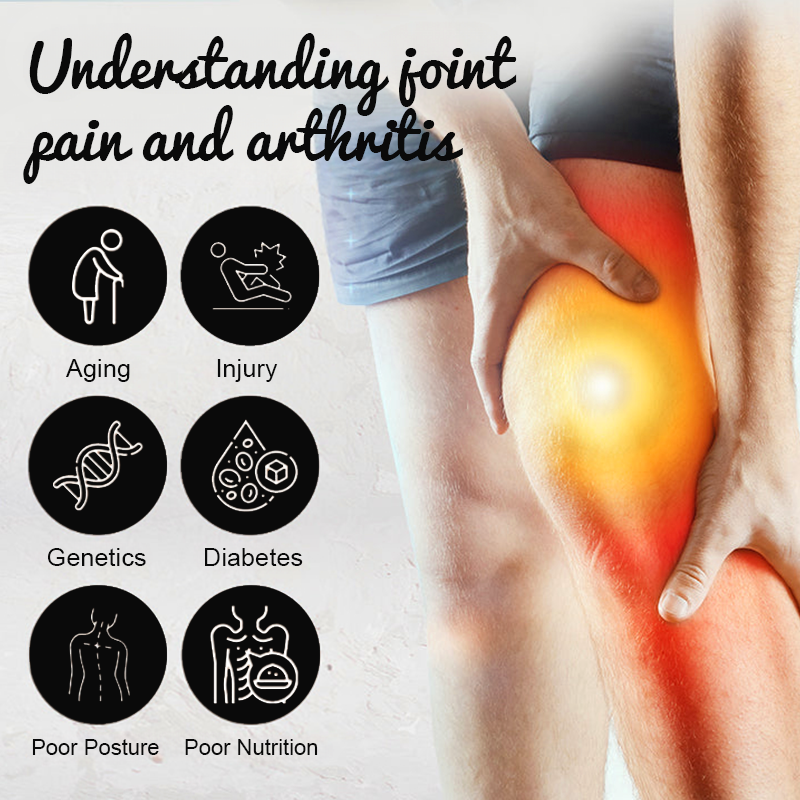 Understanding joint
pain and arthritis
Aging
Injury
Genetics
Diabetes
Poor Posture
Poor Nutrition